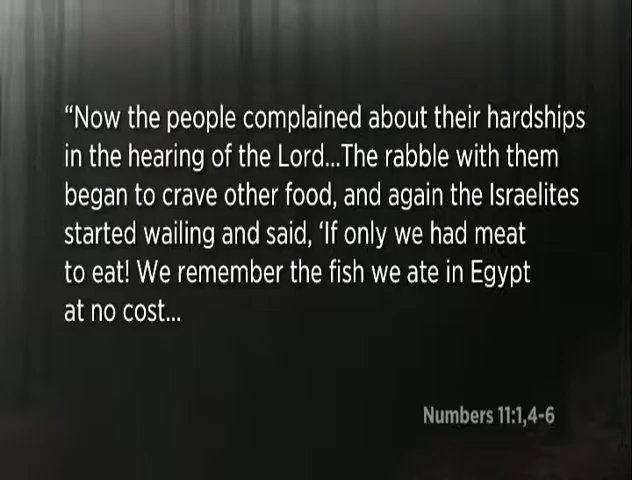 “Now the people complained about their hardships
in the hearing of the Lord...The rabble with them
began to crave other food, and again the Israelites
started wailing and said, ‘If only we had meat
to eat! We remember the fish we ate in Egypt
at no cost...
Numbers 11:1,4-6